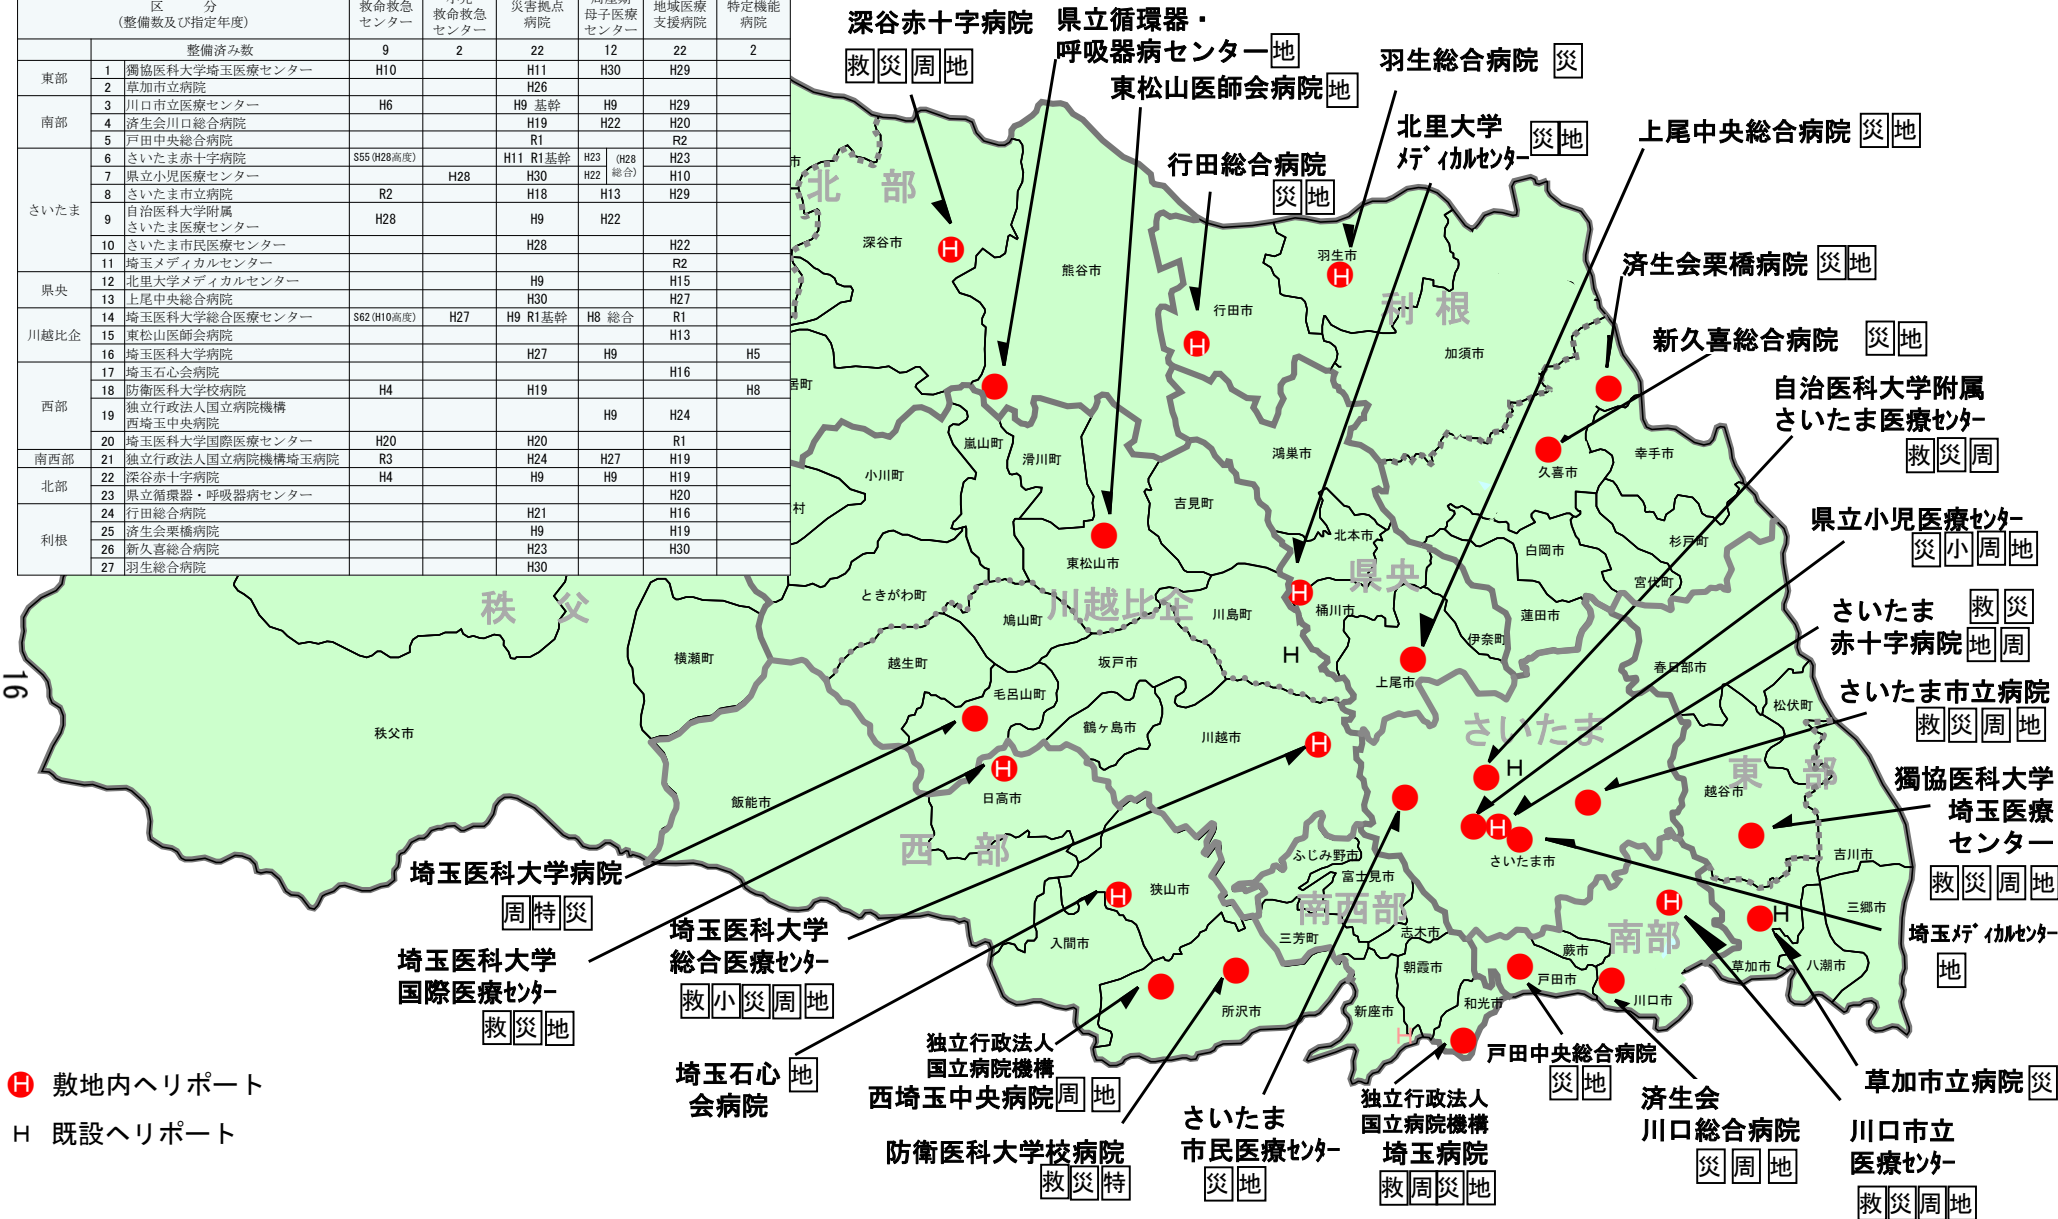 区　　分
(整備数及び指定年度)
救命救急
センター
救命救急
センター
災害拠点
病院
母子医療
センター
地域医療
支援病院
特定機能
病院
整備済み数 9 2 22 12 22 2
東部
1 獨協医科大学埼玉医療センター H10 H11 H30 H29
2 草加市立病院 H26
南部
3 川口市立医療センター H6 H9 基幹 H9 H29
4 済生会川口総合病院 H19 H22 H20
5 戸田中央総合病院 R1 R2
さいたま
6 さいたま赤十字病院 S55(H28高度) H11 R1基幹 H23 (H28 総合) H23
7 県立小児医療センター H28 H30 H22 H10
8 さいたま市立病院 R2 H18 H13 H29
9 自治医科大学附属
さいたま医療センター H28 H9 H22
10 さいたま市民医療センター H28 H22
11 埼玉メディカルセンター R2
県央
12 北里大学メディカルセンター H9 H15
13 上尾中央総合病院 H30 H27
川越比企
14 埼玉医科大学総合医療センター S62(H10高度) H27 H9 R1基幹 H8 総合 R1
15 東松山医師会病院 H13
16 埼玉医科大学病院 H27 H9 H5
西部
17 埼玉石心会病院 H16
18 防衛医科大学校病院 H4 H19 H8
19 独立行政法人国立病院機構
西埼玉中央病院 H9 H24
20 埼玉医科大学国際医療センター H20 H20 R1
南西部
21 独立行政法人国立病院機構埼玉病院 R3 H24 H27 H19
北部
22 深谷赤十字病院 H4 H9 H9 H19
23 県立循環器・呼吸器病センター H20
利根
24 行田総合病院 H21 H16
25 済生会栗橋病院 H9 H19
26 新久喜総合病院 H23 H30
27 羽生総合病院 H30
深谷赤十字病院
救 災 周 地
県立循環器・
呼吸器病センター 地
東松山医師会病院 地
羽生総合病院 災
北里大学
メディカルセンター 災 地
上尾中央総合病院 災 地
行田総合病院
災 地
済生会栗橋病院 災 地
新久喜総合病院 災 地
自治医科大学附属
さいたま医療センター
救 災 周
県立小児医療センター
災 小 周 地
さいたま 救 災
赤十字病院 地 周
さいたま市立病院
救 災 周 地
獨協医科大学
埼玉医療
センター
救 災 周 地
埼玉メディカルセンター
地
草加市立病院 災
川口市立
医療センター
救 災 周 地
済生会
川口総合病院
災 周 地
戸田中央総合病院
災 地
独立行政法人
国立病院機構
埼玉病院
救 周 災 地
さいたま
市民医療センター
災 地
防衛医科大学校病院
救 災 特
独立行政法人
国立病院機構
西埼玉中央病院 周 地
埼玉石心 地
会病院
埼玉医科大学
総合医療センター
救 小 災 周 地
埼玉医科大学
国際医療センター
救 災 地
埼玉医科大学病院
周 特 災
北　部
利 根
県央
川越比企
秩　父
さいたま
東　部
西　部
南西部
南部
市
深谷市
熊谷市
行田市
羽生市
加須市
居町
嵐山町
滑川町
小川町
村
鴻巣市
吉見町
久喜市
幸手市
東松山市
北本市
白岡市
杉戸町
宮代町
ときがわ町
鳩山町
川島町
桶川市
伊奈町
蓮田市
横瀬町
越生町
坂戸市
毛呂山町
上尾市
春日部市
松伏町
秩父市
鶴ヶ島市
川越市
飯能市
日高市
越谷市
吉川市
ふじみ野市
富士見市
さいたま市
三郷市
狭山市
入間市
三芳町
志木市
蕨市
朝霞市
戸田市
草加市
八潮市
所沢市
新座市
和光市
川口市
H
H
H
H
H
H
H
H
H
H
H
H
H
16
H 敷地内ヘリポート
H 既設ヘリポート